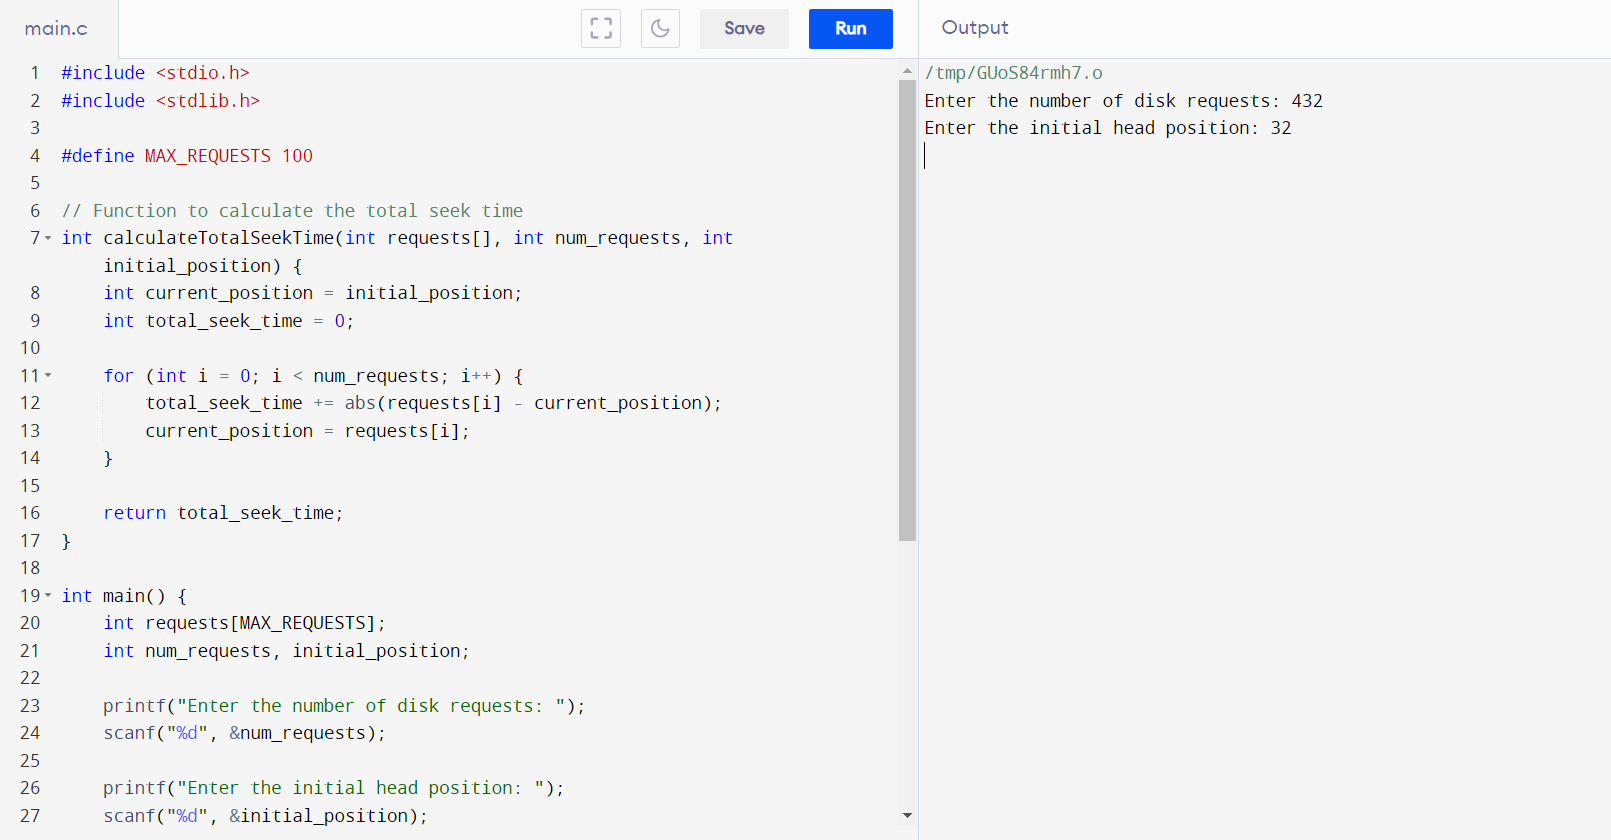 main.c
Save
Run
Output
1 #include <stdio.h>
2 #include <stdlib.h>
3
4 #define MAX_REQUESTS 100
5
6 // Function to calculate the total seek time
7 int calculateTotalSeekTime(int requests[], int num_requests, int
initial_position) {
8 int current_position = initial_position;
9 int total_seek_time = 0;
10
11 for (int i = 0; i < num_requests; i++) {
12 total_seek_time += abs(requests[i] - current_position);
13 current_position = requests[i];
14 }
15
16 return total_seek_time;
17 }
18
19 int main() {
20 int requests[MAX_REQUESTS];
21 int num_requests, initial_position;
22
23 printf("Enter the number of disk requests: ");
24 scanf("%d", &num_requests);
25
26 printf("Enter the initial head position: ");
27 scanf("%d", &initial_position);
/tmp/GUoS84rmh7.o
Enter the number of disk requests: 432
Enter the initial head position: 32